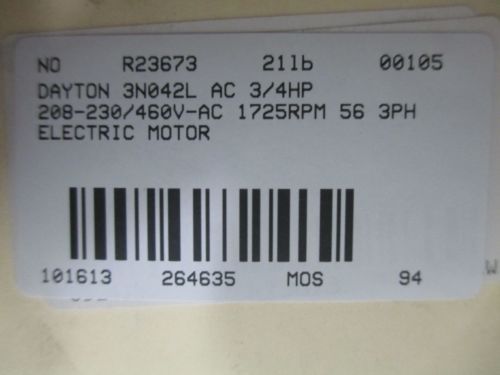 NO R23673 21lb 00105
DAYTON 3N042L AC 3/4HP
208-230/460V-AC 1725RPM 56 3PH
ELECTRIC MOTOR
101613 264635 MOS 94
W